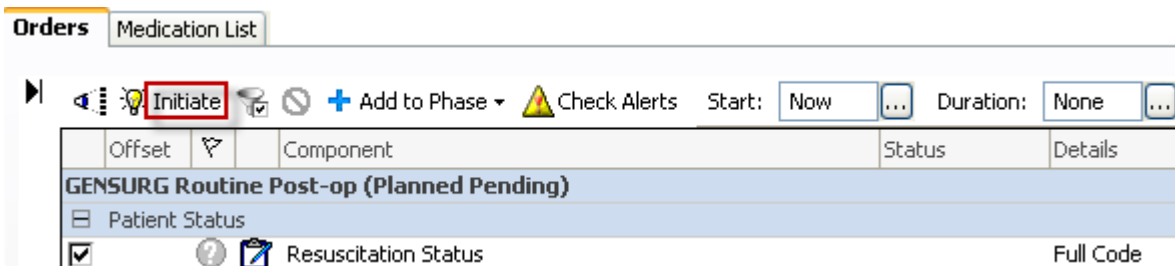 Orders Medication List
Initiate Add to Phase Check Alerts Start: Now ... Duration: None ...
Offset Component Status Details
GENSURG Routine Post-op (Planned Pending)
Patient Status
Resuscitation Status Full Code